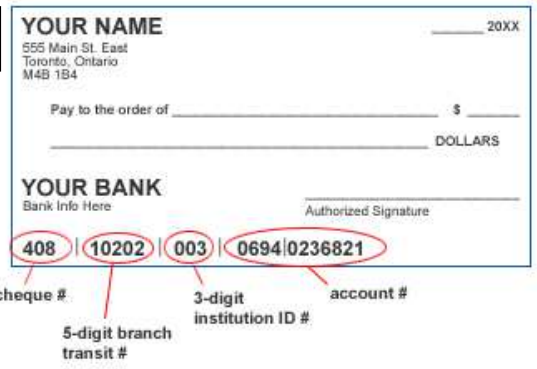 YOUR NAME
20XX
555 Main St. East
Toronto, Ontario
M4B 1B4
Pay to the order of $
DOLLARS
YOUR BANK
Bank Info Here
Authorized Signature
408 10202 003 0694 0236821
cheque #
3-digit
institution ID #
account #
5-digit branch
transit #